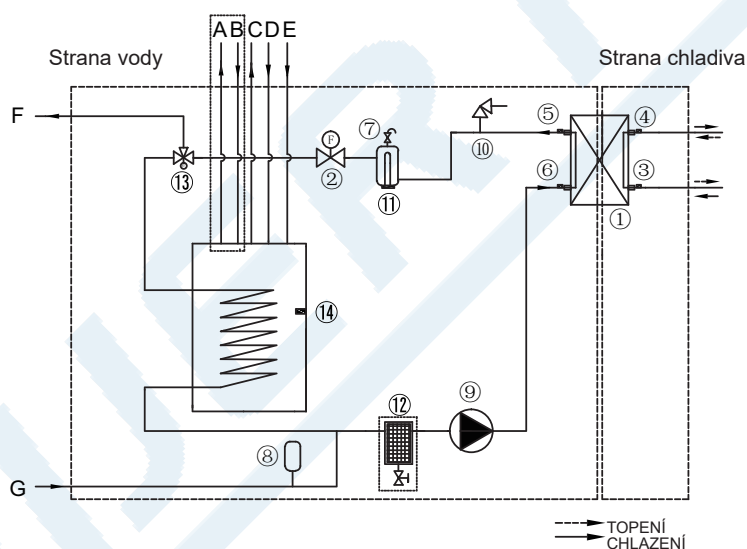 A B C D E
Strana vody
Strana chladiva
F
F
⑦
⑤
④
⑩
②
⑬
⑥
③
⑪
①
⑭
⑫
⑨
⑧
G
TOPENÍ
CHLAZENÍ